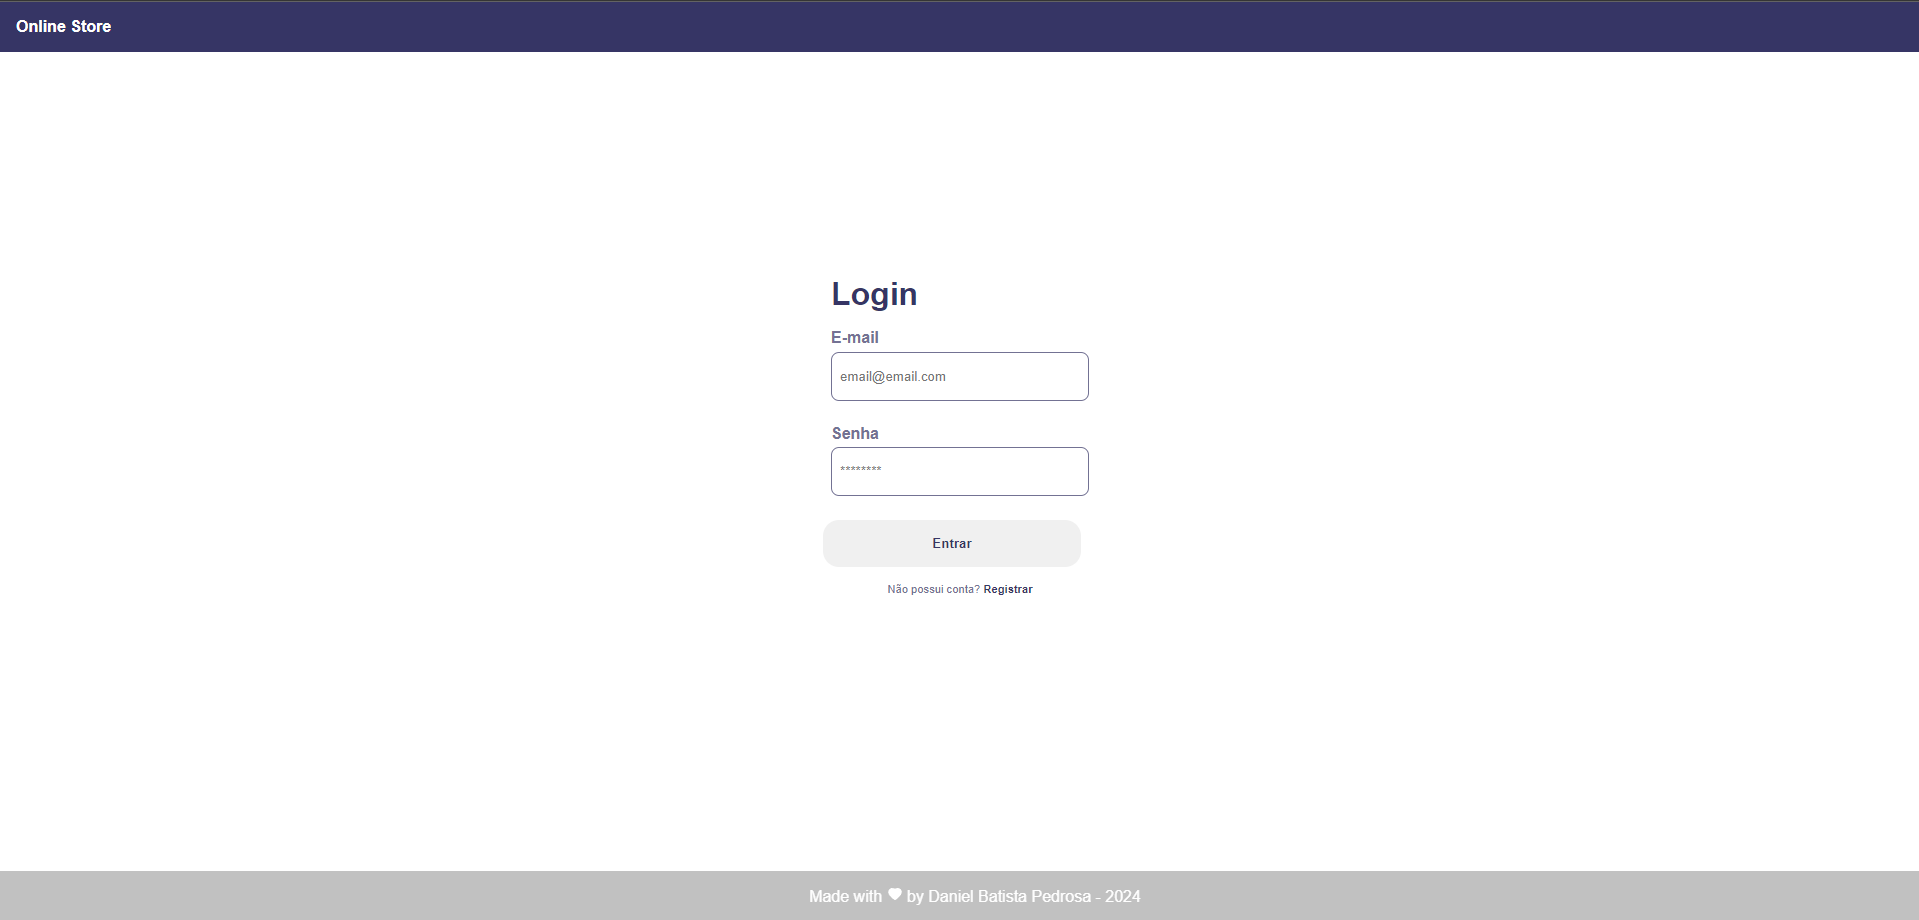 Online Store
Login
E-mail
email@email.com
Senha
********
Entrar
Não possui conta? Registrar
Made with ♥ by Daniel Batista Pedrosa - 2024